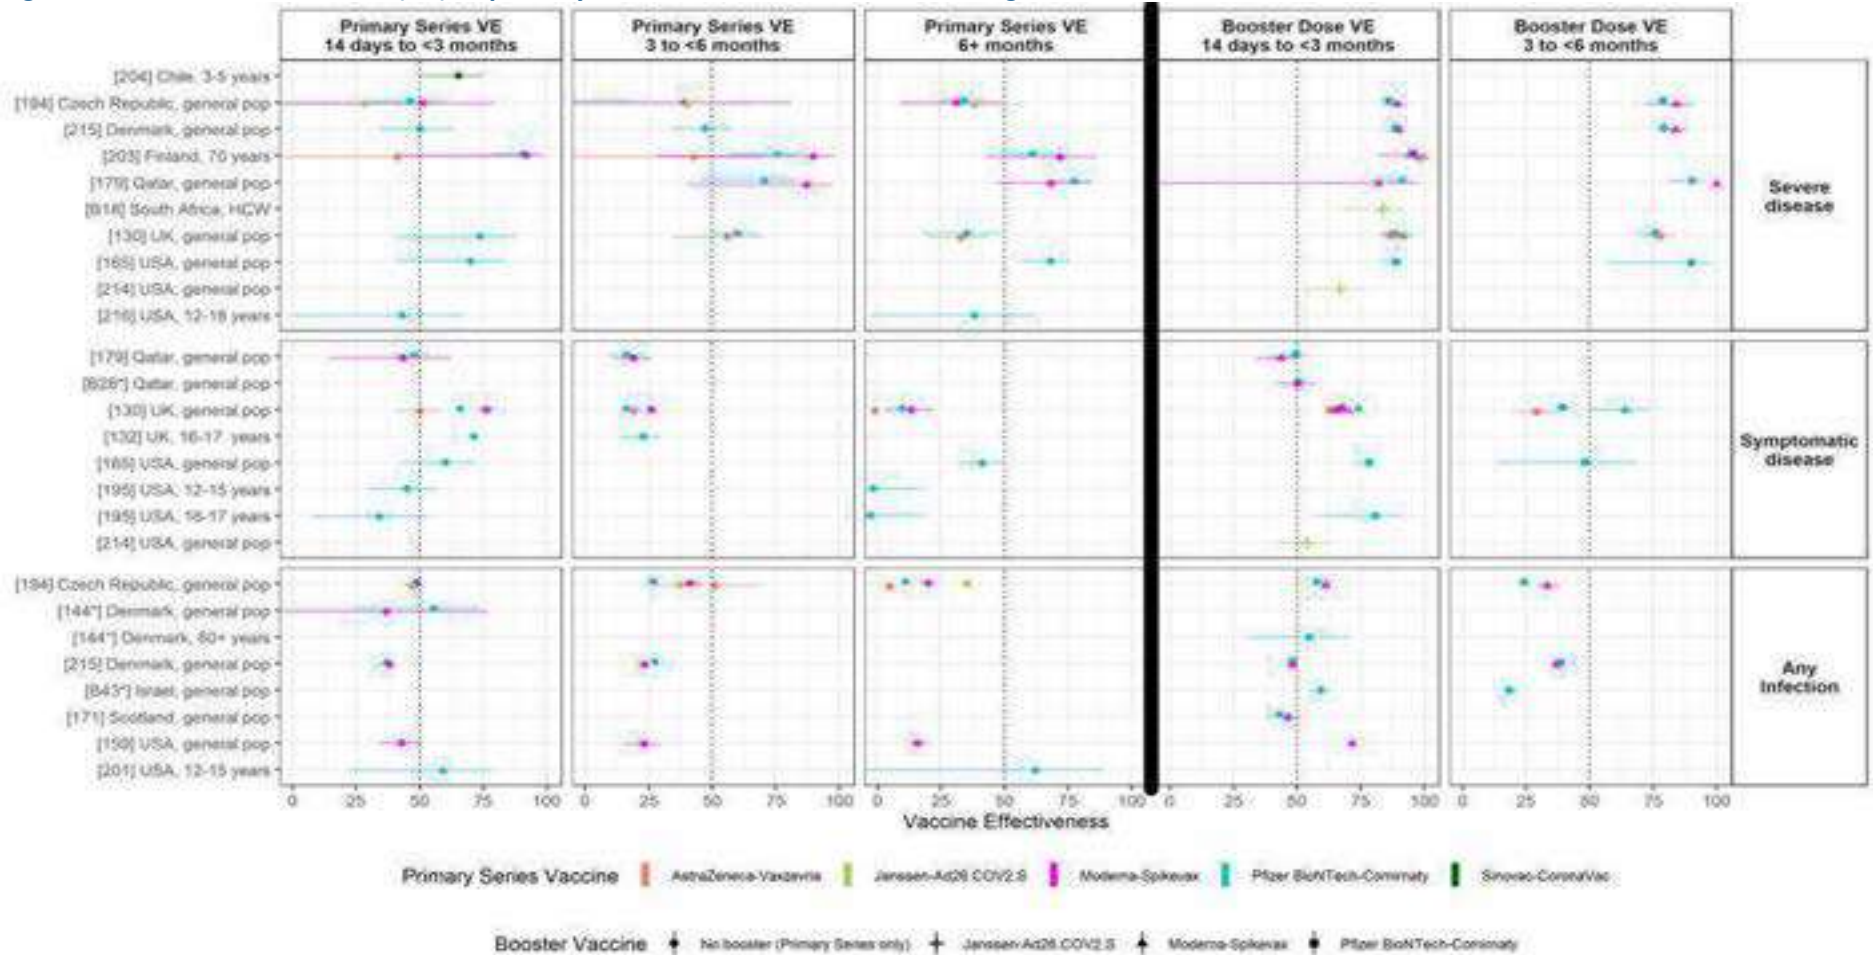 Primary Series VE
14 days to <3 months
Primary Series VE
3 to <6 months
Primary Series VE
6+ months
Booster Dose VE
14 days to <3 months
Booster Dose VE
3 to <6 months
[204] Chile, 3-5 years
[194] Czech Republic, general pop
[215] Denmark, general pop
[203] Finland, 70 years
[179] Qatar, general pop
South Africa, HCW
[130] UK, general pop
[165] USA, general pop
[214] USA, general pop
[216] USA, 12-18 years
Severe
disease
[179] Qatar, general pop
Qatar, general pop
[130] UK, general pop
[132] UK, 16-17 years
[165] USA, general pop
[195] USA, 12-15 years
[195] USA, 16-17 years
[214] USA, general pop
Symptomatic
disease
[194] Czech Republic, general pop
[144*] Denmark, general pop
[144*] Denmark, 60+ years
[215] Denmark, general pop
Israel, general pop
[171] Scotland, general pop
[159] USA, general pop
[201] USA, 12-15 years
Any
Infection
0 50 75 100 0 25 50 75 100 0 25 50 75 100 0 25 50 75 100 0 25 50 75 100
Vaccine Effectiveness
Primary Series Vaccine AstraZeneca-Vaxzevria Janssen-Ad26.COV2.S Moderna-Spikevax Pfizer BioNTech-Comirnaty Sinovac-CoronaVac
Booster Vaccine No booster (Primary Series only) Janssen-Ad26.COV2.S Moderna-Spikevax Pfizer BioNTech-Comirnaty